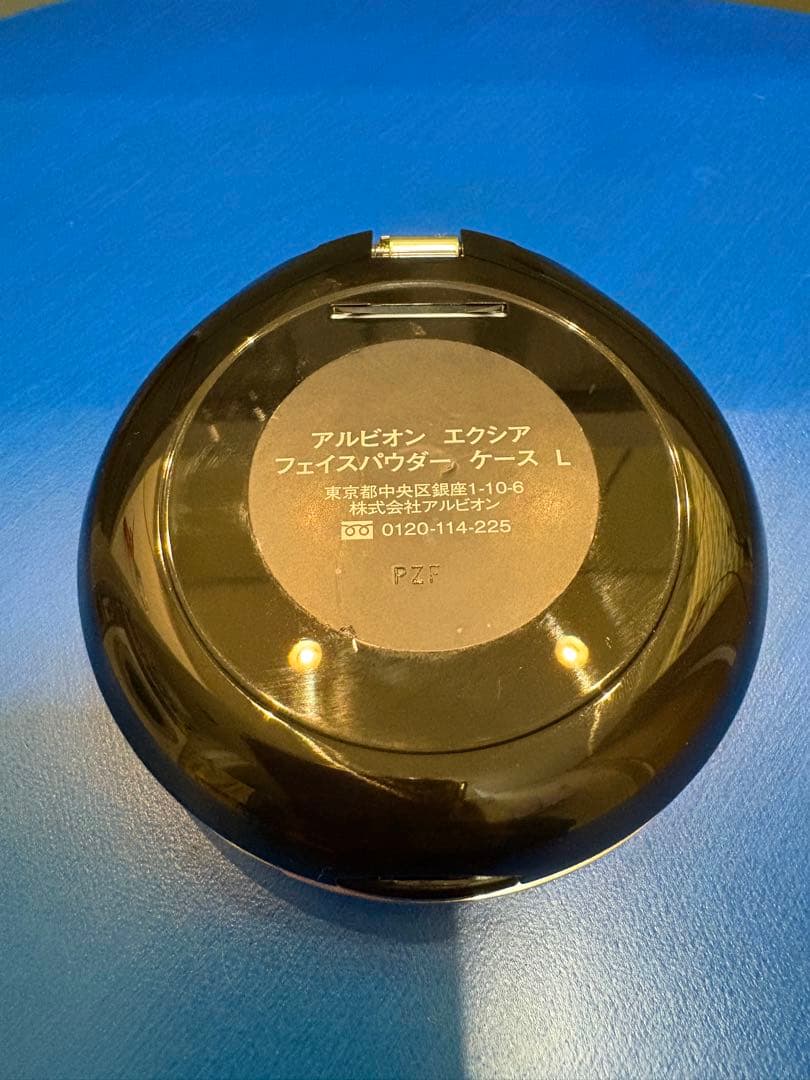 アルビオン エクシア
フェイスパウダー ケース L
東京都中央区銀座1-10-6
株式会社アルビオン
0120-114-225
PZF